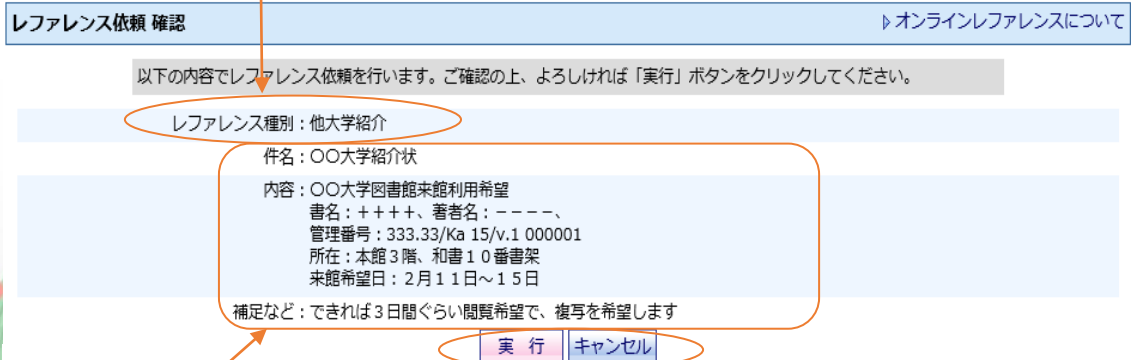 レファレンス依頼 確認
オンラインレファレンスについて
以下の内容でレファレンス依頼を行います。ご確認の上、よろしければ「実行」ボタンをクリックしてください。
レファレンス種別：他大学紹介
件名：〇〇大学紹介状
内容：〇〇大学図書館来館利用希望
書名：＋＋＋＋、著者名：－－－－、
管理番号：333.33/Ka 15/v.1 000001
所在：本館３階、和書１０番書架
来館希望日：２月１１日～１５日
補足など：できれば３日間ぐらい閲覧希望で、複写を希望します
実 行 キャンセル